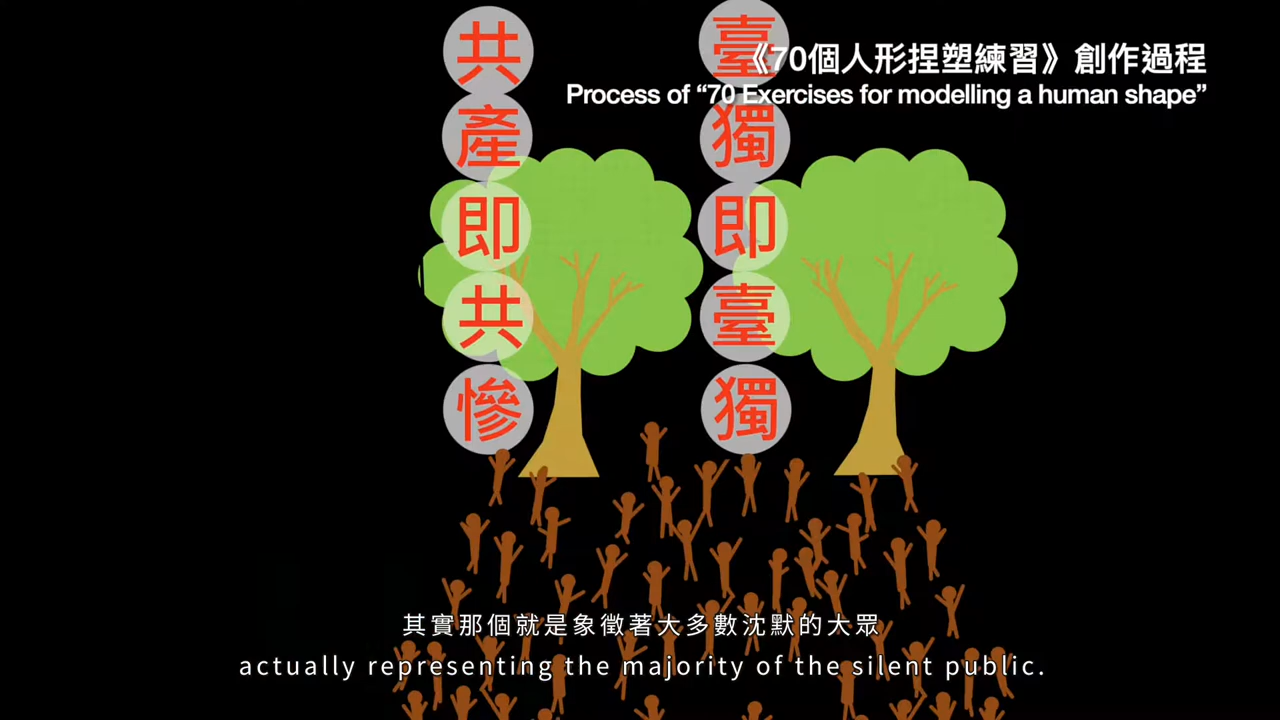 共產即共慘
臺獨即臺獨
《70個人形捏塑練習》創作過程
Process of “70 Exercises for modelling a human shape”
其實那個就是象徵著大多數沈默的大眾
actually representing the majority of the silent public.